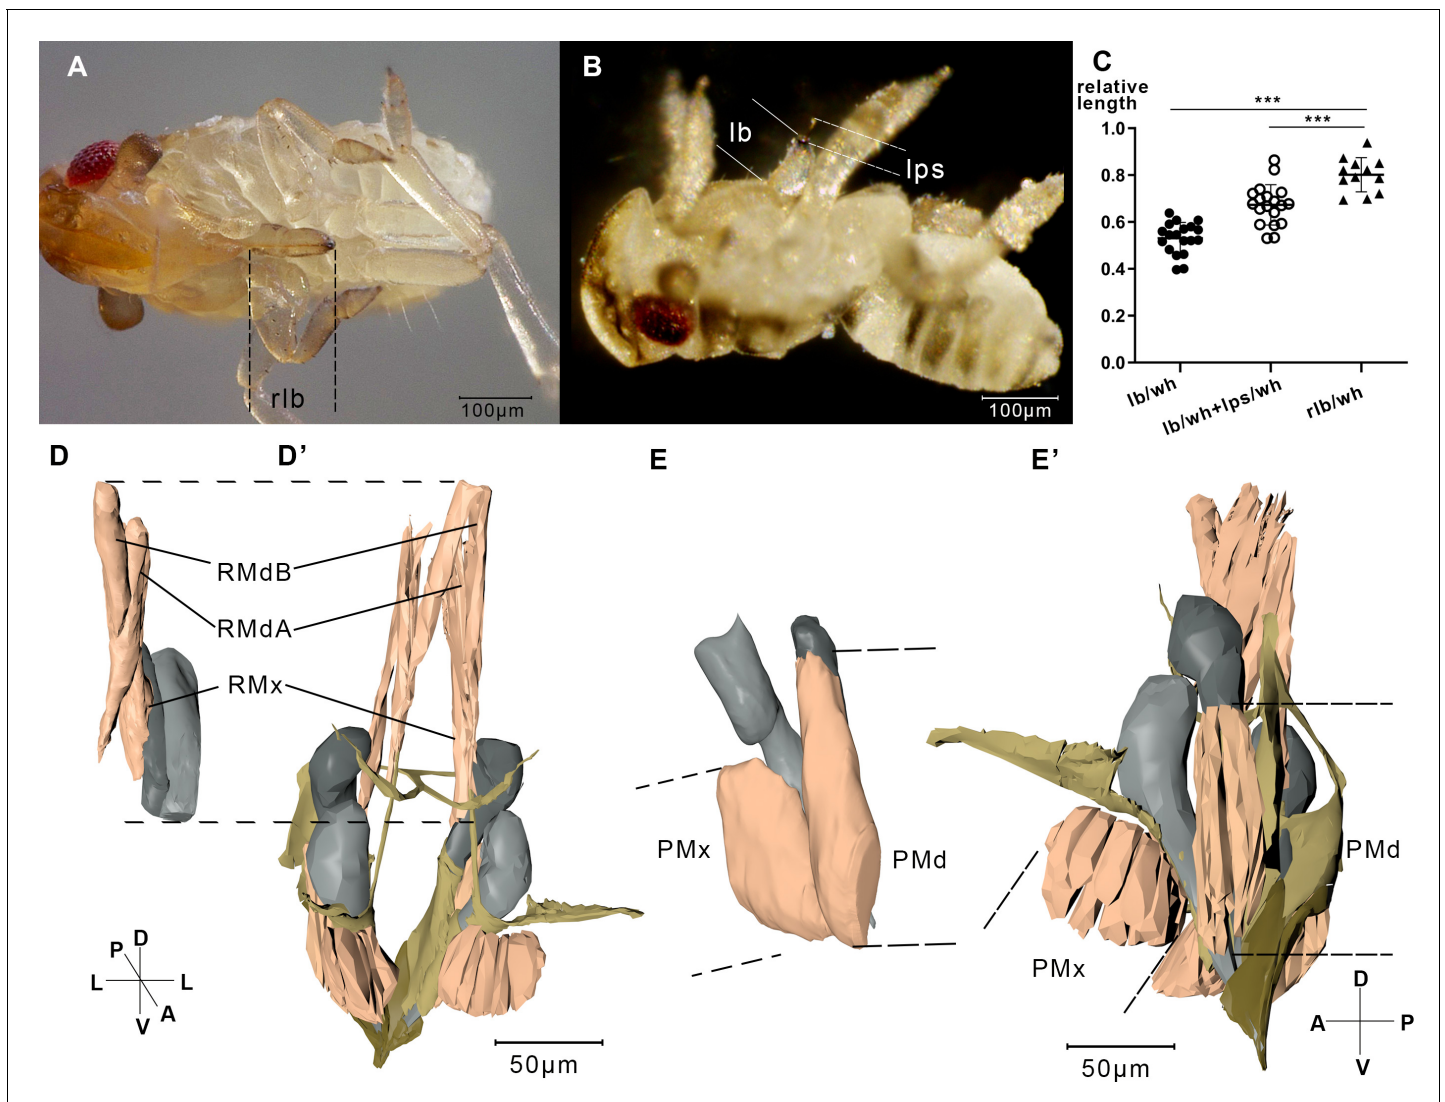 A
rlb
100μm
B
lb
lps
100μm
C
relative
length
***
***
1.0
0.8
0.6
0.4
0.2
0.0
lb/wh
lb/wh+lps/wh
rlb/wh
D
D’
E
E’
RMdB
RMdA
RMx
PMx
PMd
PMd
PMx
D
P
L
L
A
V
50μm
50μm
D
A
P
V